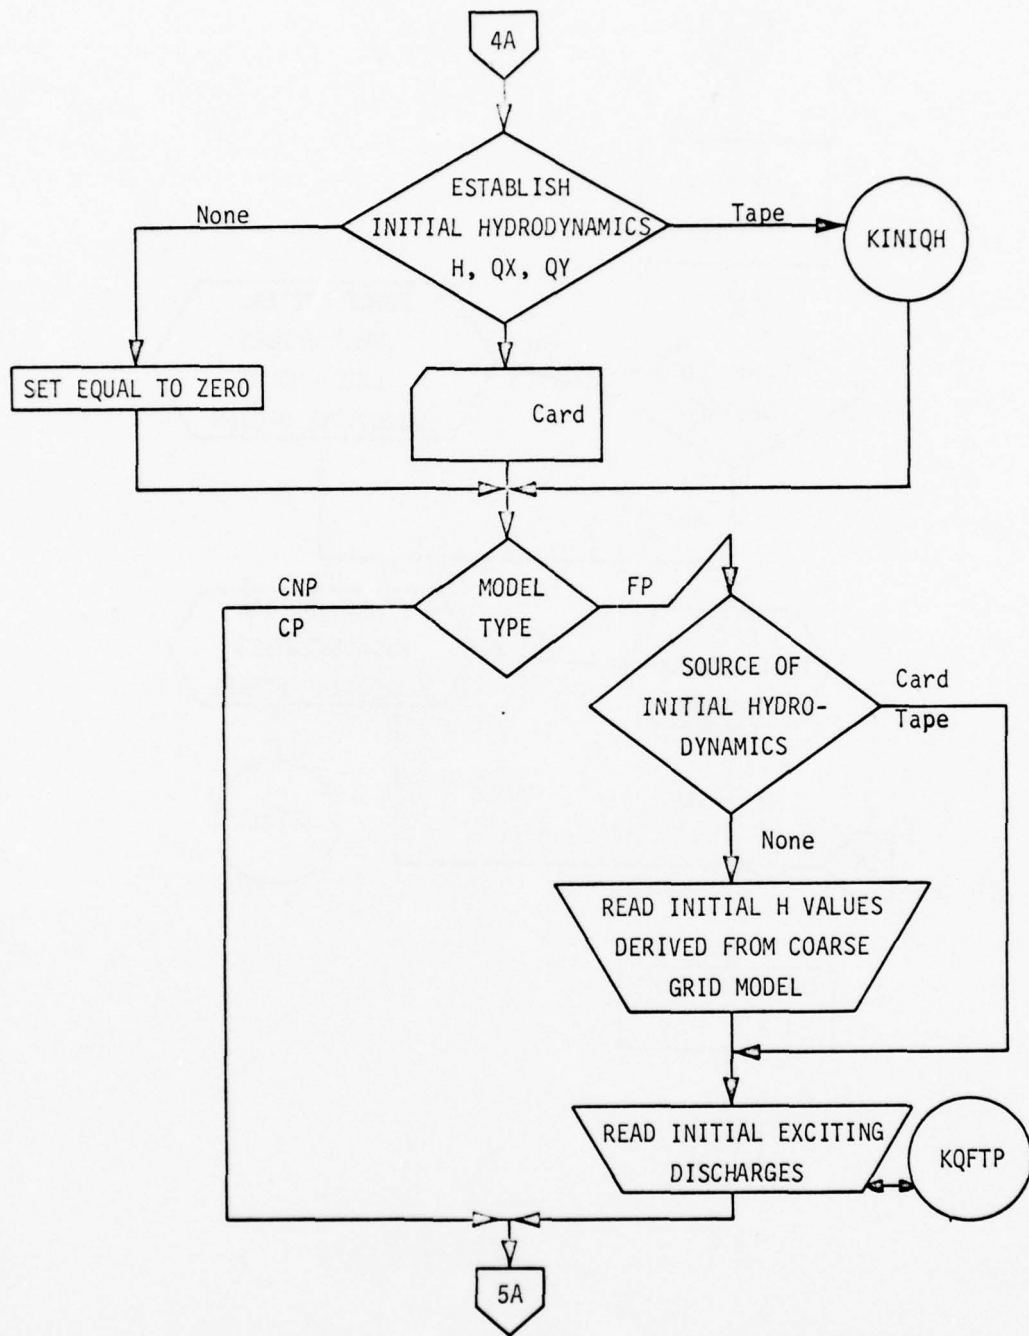 4A
ESTABLISH
INITIAL HYDRODYNAMICS
H, QX, QY
None
Tape
KINIQH
SET EQUAL TO ZERO
Card
MODEL
TYPE
CNP
CP
FP
SOURCE OF
INITIAL HYDRO-
DYNAMICS
Card
Tape
None
READ INITIAL H VALUES
DERIVED FROM COARSE
GRID MODEL
READ INITIAL EXCITING
DISCHARGES
KQFTP
5A